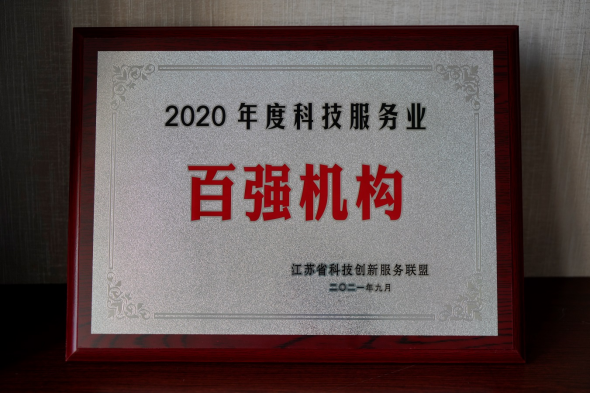 2020 年度科技服务业
百强机构
江苏省科技创新服务联盟
二〇二一年九月